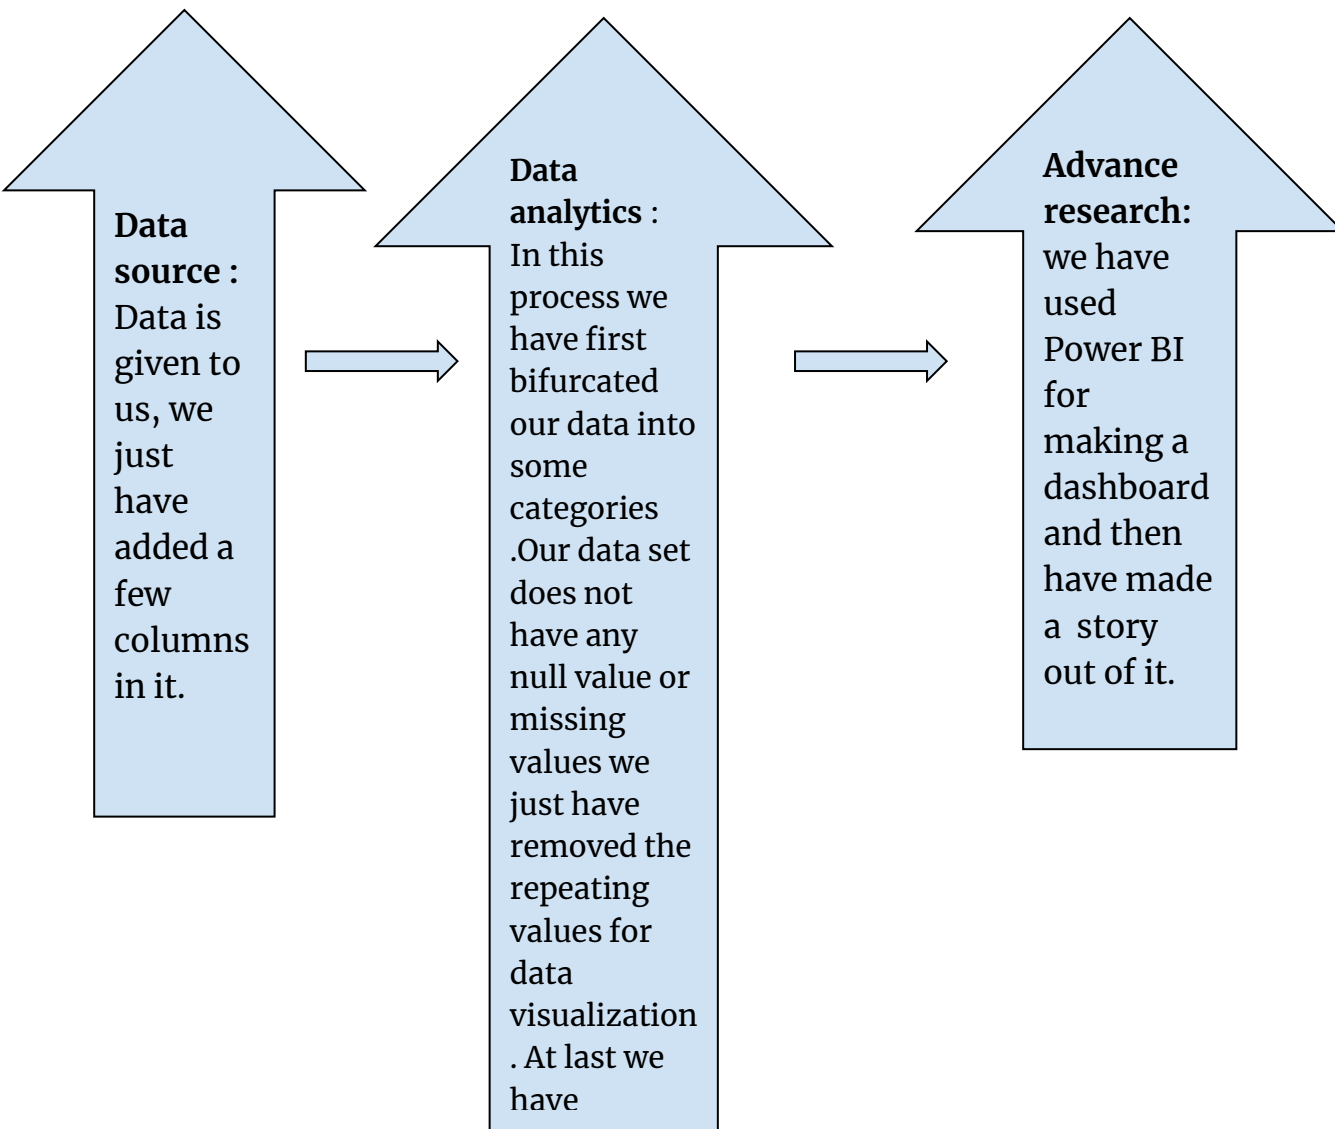 Data
source :
Data is
given to
us, we
just
have
added a
few
columns
in it.
Data
analytics :
In this
process we
have first
bifurcated
our data into
some
categories
.Our data set
does not
have any
null value or
missing
values we
just have
removed the
repeating
values for
data
visualization
. At last we
have
Advance
research:
we have
used
Power BI
for
making a
dashboard
and then
have made
a  story
out of it.